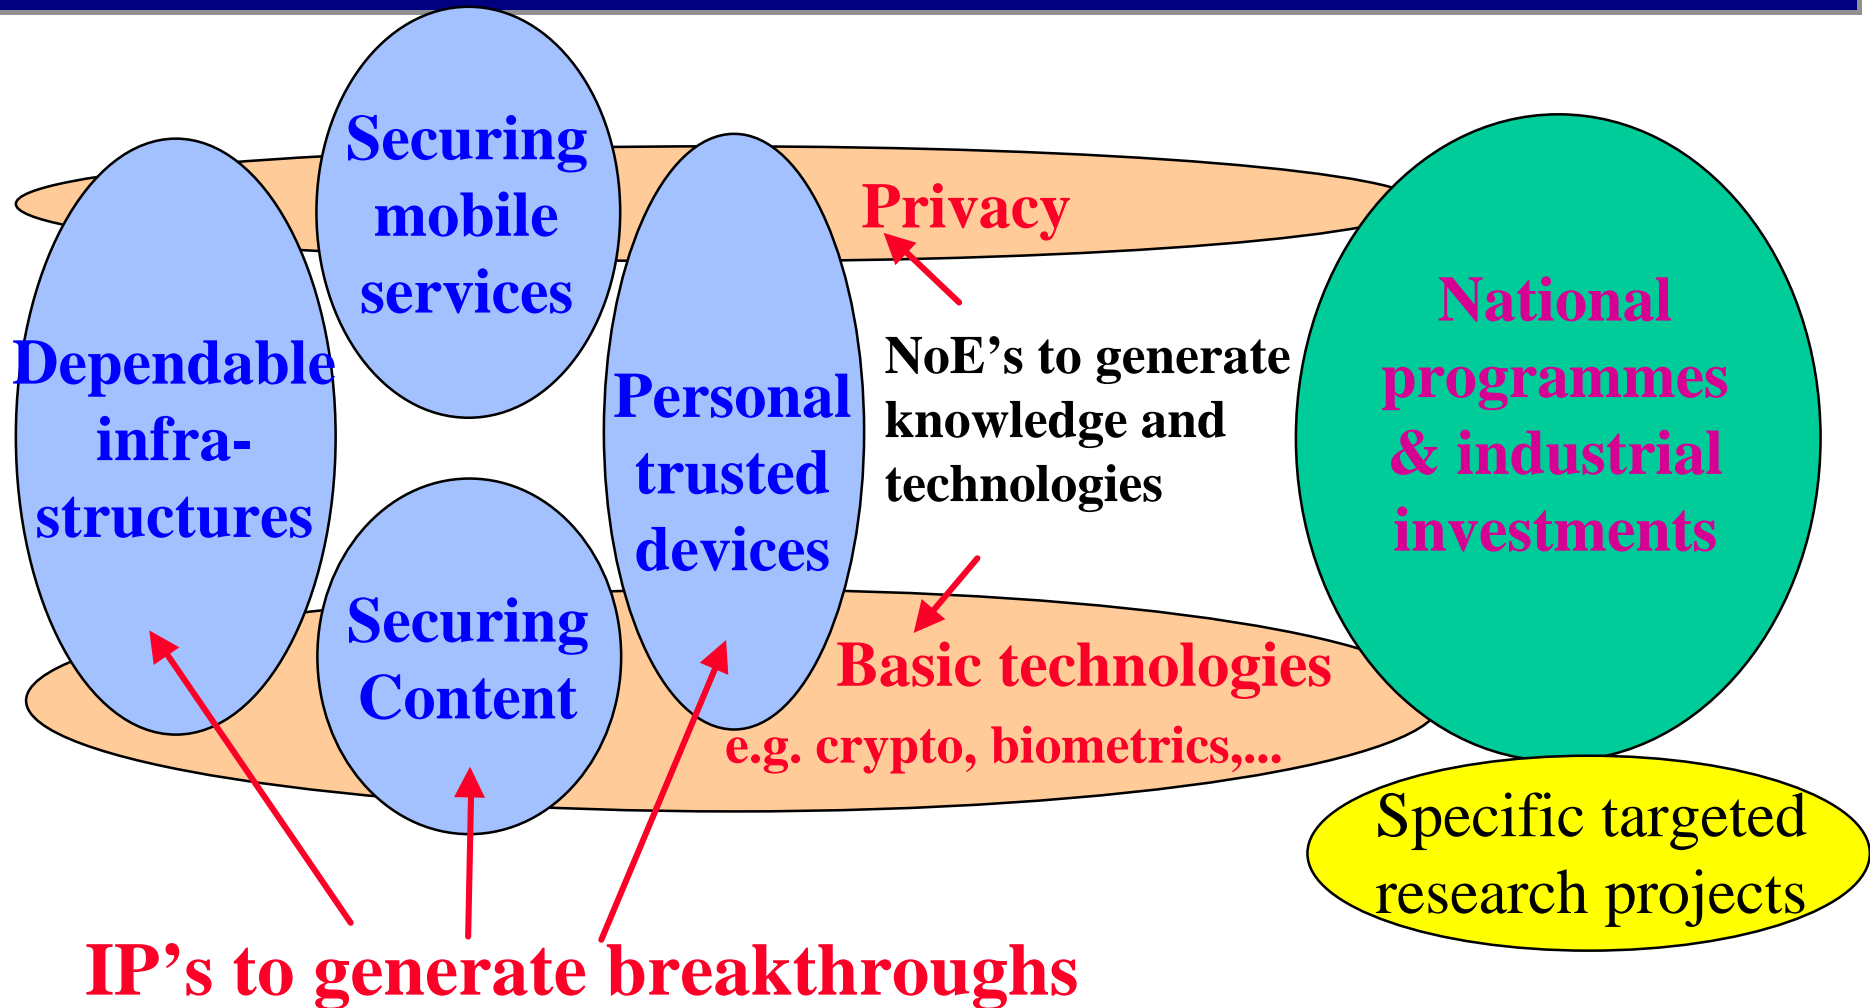 Securing
mobile
services
Privacy
Dependable
infra-
structures
Personal
trusted
devices
NoE's to generate
knowledge and
technologies
National
programmes
& industrial
investments
Securing
Content
Basic technologies
e.g. crypto, biometrics,...
Specific targeted
research projects
IP's to generate breakthroughs